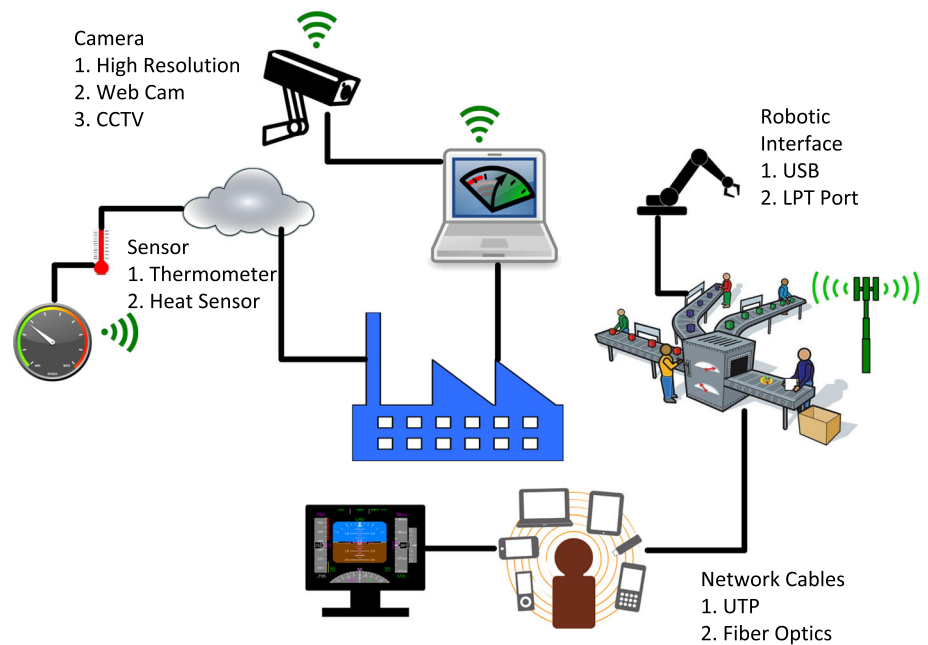 Camera
1. High Resolution
2. Web Cam
3. CCTV
Robotic
Interface
1. USB
2. LPT Port
Sensor
1. Thermometer
2. Heat Sensor
Network Cables
1. UTP
2. Fiber Optics